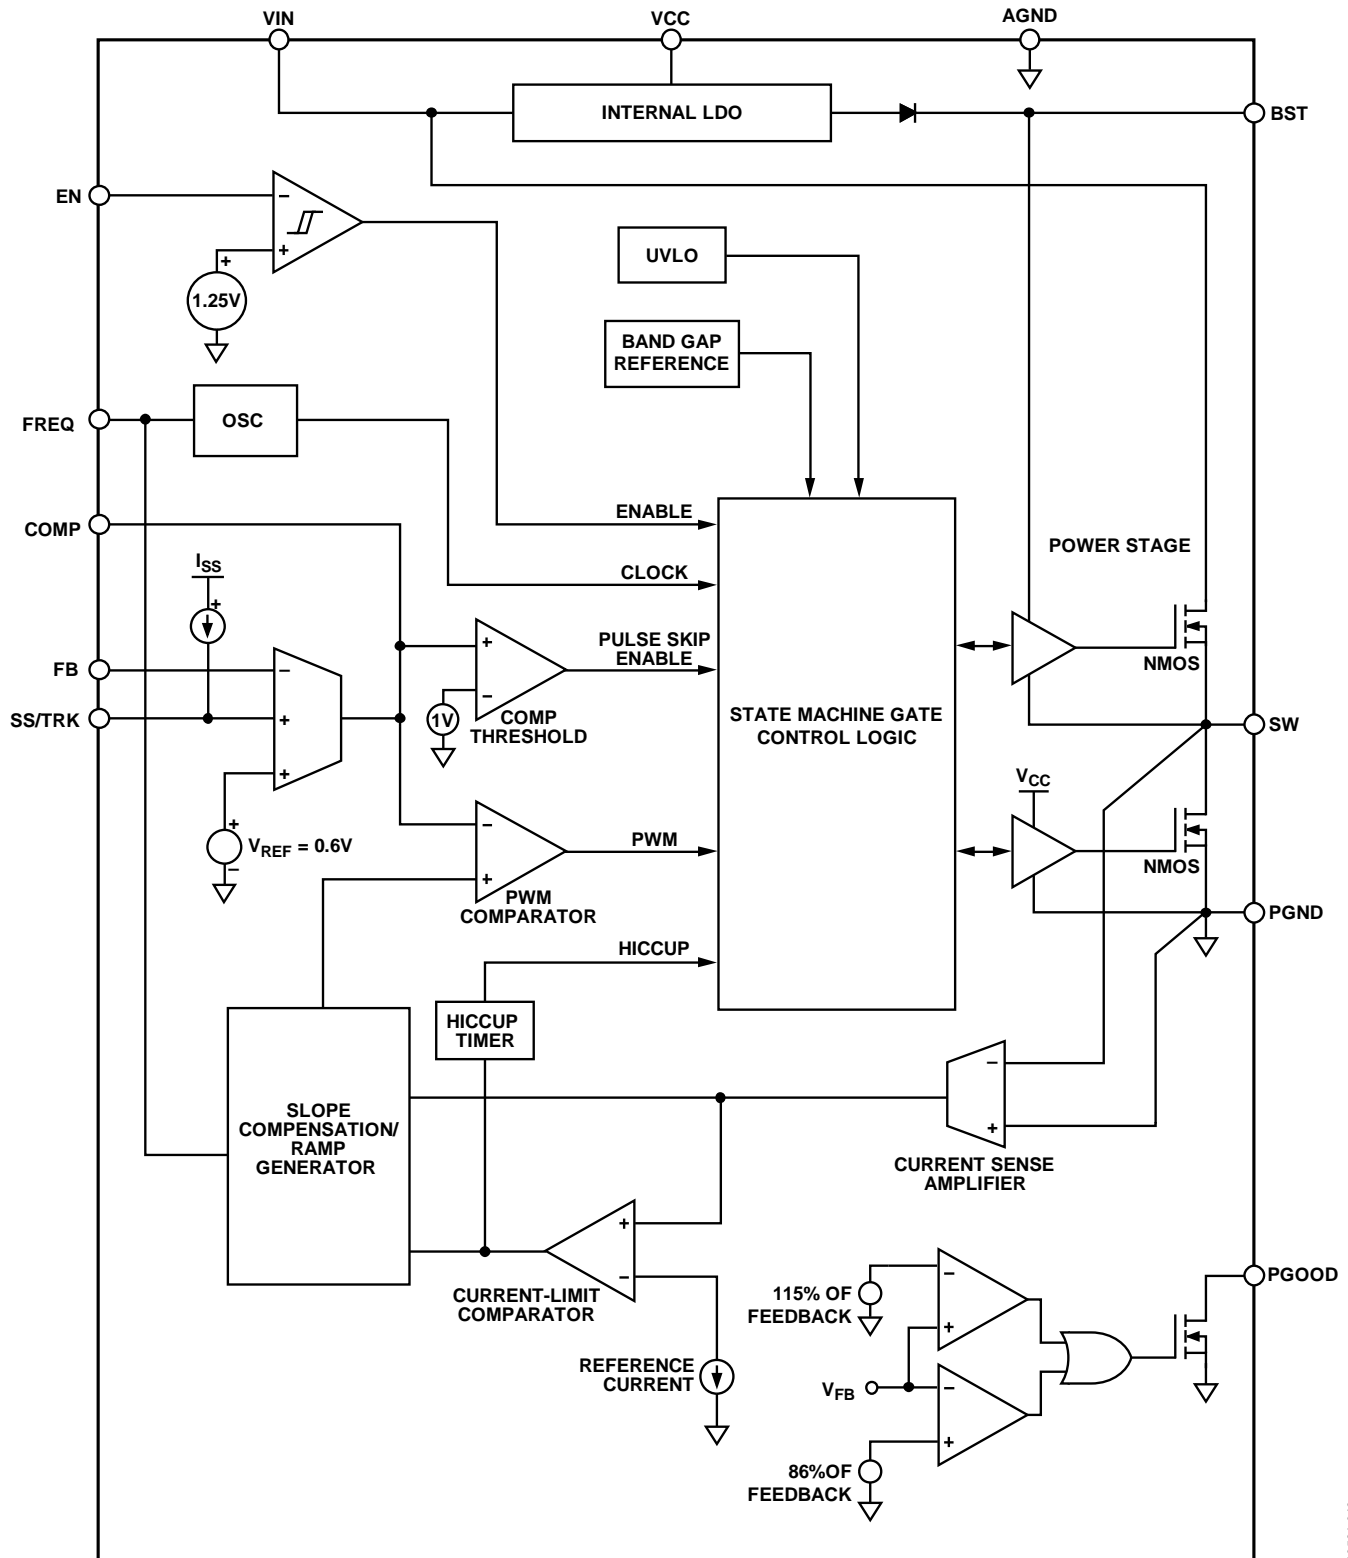 VIN
VCC
AGND
INTERNAL LDO
BST
EN
−
+
+
1.25V
UVLO
BAND GAP
REFERENCE
FREQ
OSC
ENABLE
COMP
POWER STAGE
ISS
+
CLOCK
PULSE SKIP
ENABLE
+
−
FB
−
NMOS
SS/TRK
+
1V
COMP
THRESHOLD
STATE MACHINE GATE
CONTROL LOGIC
SW
+
VCC
+
VREF = 0.6V
−
−
+
PWM
NMOS
PWM
COMPARATOR
PGND
HICCUP
HICCUP
TIMER
−
+
SLOPE
COMPENSATION/
RAMP
GENERATOR
CURRENT SENSE
AMPLIFIER
+
−
CURRENT-LIMIT
COMPARATOR
PGOOD
115% OF
FEEDBACK
−
+
REFERENCE
CURRENT
VFB
−
+
86%OF
FEEDBACK